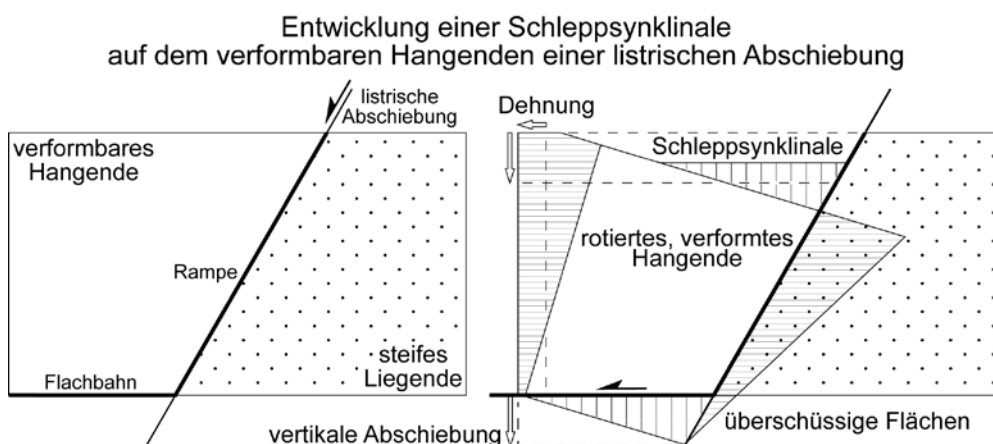 Entwicklung einer Schleppsynklinale
auf dem verformbaren Hangenden einer listrischen Abschiebung
listrische
Abschiebung
verformbares
Hangende
Rampe
steifes
Liegende
Flachbahn
Dehnung
Schleppsynklinale
rotiertes, verformtes
Hangende
überschüssige Flächen
vertikale Abschiebung